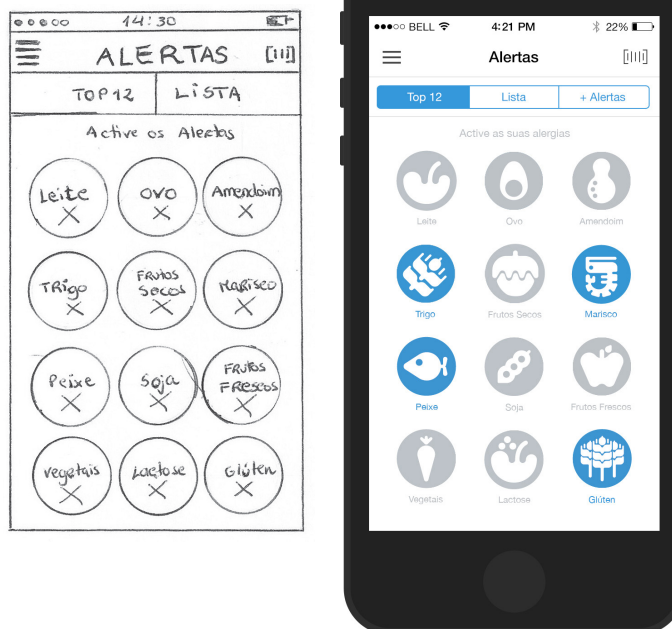 14:30
ALERTAS
TOP 12 LISTA
Active os Alertas
Leite OVO Amendoim
TRigo FRutos Secos MaRisco
Peixe Soja FRutos FRescos
vegetais Lactose Glúten
BELL 4:21 PM 22%
Alertas
Top 12 Lista + Alertas
Active as suas alergias
Leite Ovo Amendoim
Trigo Frutos Secos Marisco
Peixe Soja Frutos Frescos
Vegetais Lactose Glúten